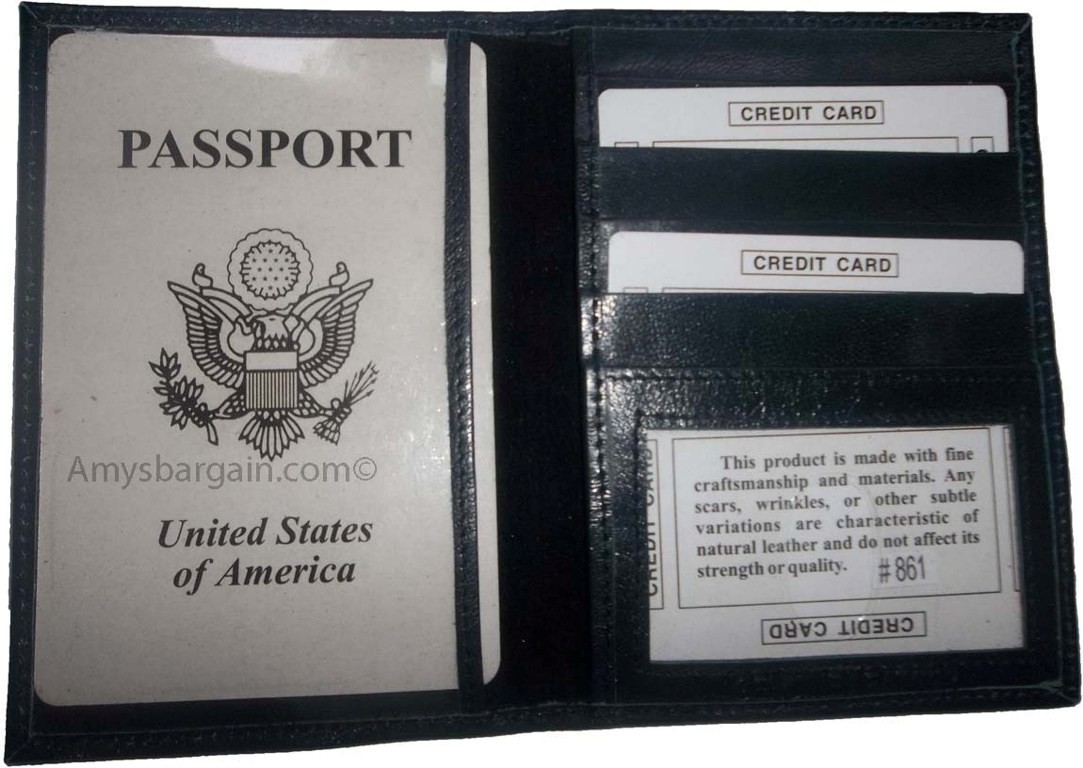 PASSPORT
Amysbargain.com©
United States
of America
CREDIT CARD
CREDIT CARD
CREDIT CARD
This product is made with fine
craftsmanship and materials. Any
scars, wrinkles, or other subtle
variations are characteristic of
natural leather and do not affect its
strength or quality.
#861
CREDIT CARD